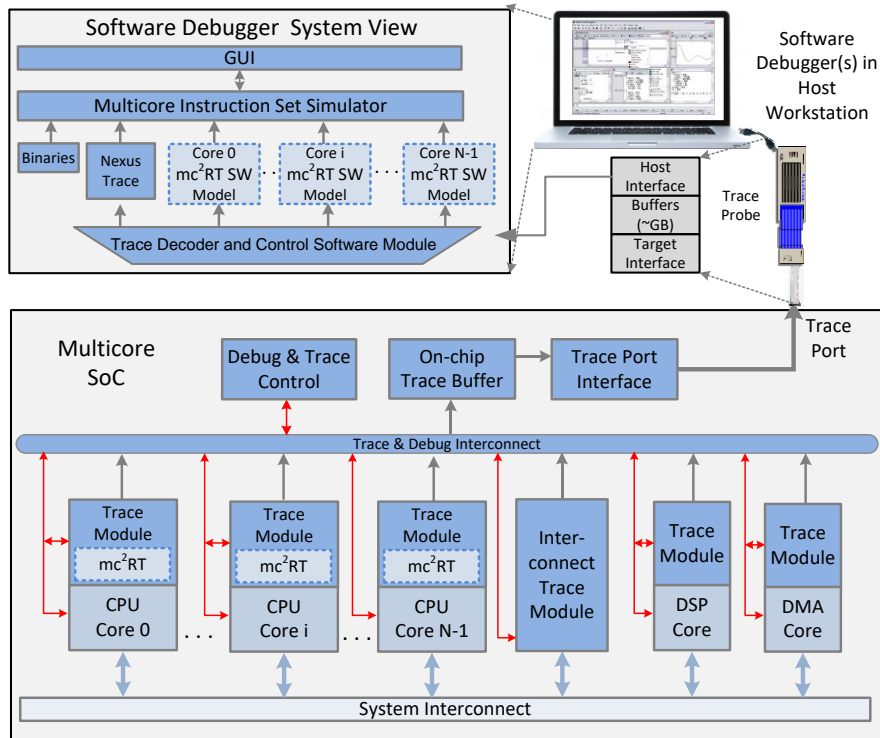 Software Debugger System View
GUI
Multicore Instruction Set Simulator
Binaries
Nexus
Trace
Core 0
mc²RT SW
Model
. .
Core i
mc²RT SW
Model
. . .
Core N-1
mc²RT SW
Model
Trace Decoder and Control Software Module
Software
Debugger(s) in
Host
Workstation
Host
Interface
Buffers
(~GB)
Target
Interface
Trace
Probe
Trace
Port
Multicore
SoC
Debug & Trace
Control
On-chip
Trace Buffer
Trace Port
Interface
Trace & Debug Interconnect
Trace
Module
mc²RT
CPU
Core 0
. . .
Trace
Module
mc²RT
CPU
Core i
. . .
Trace
Module
mc²RT
CPU
Core N-1
Inter-
connect
Trace
Module
Trace
Module
DSP
Core
Trace
Module
DMA
Core
System Interconnect